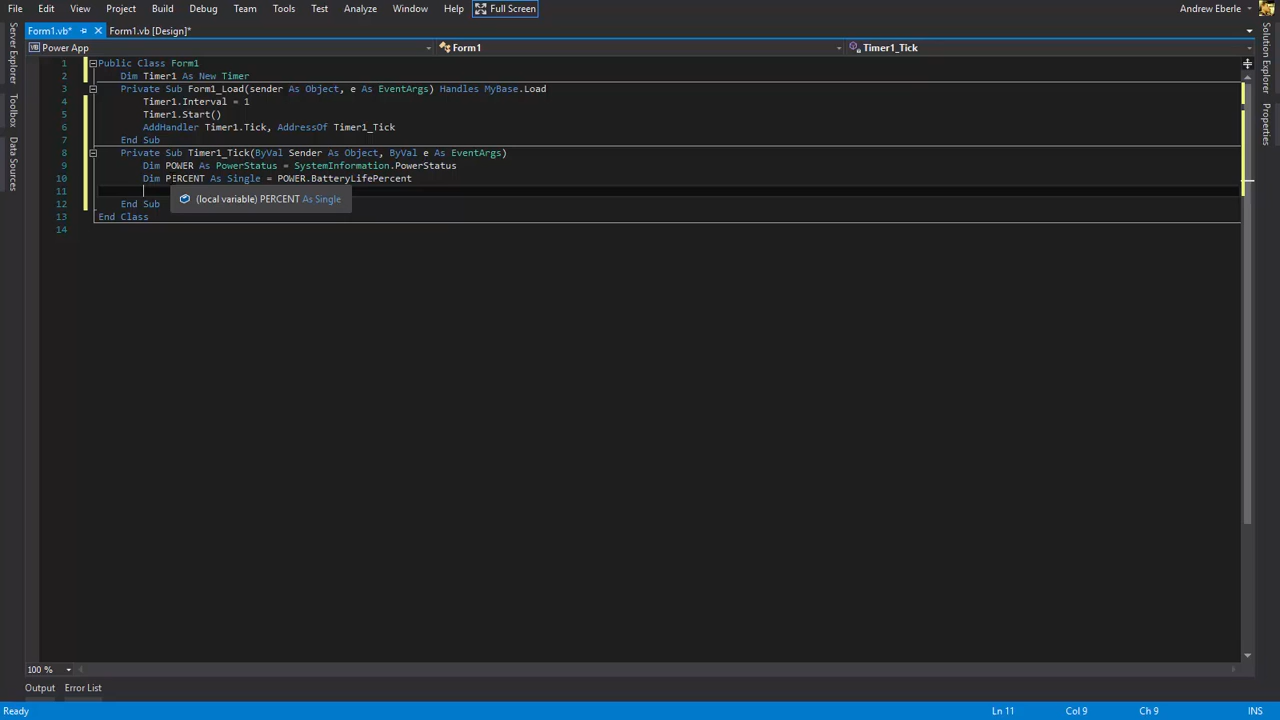 File Edit View Project Build Debug Team Tools Test Analyze Window Help Full Screen Andrew Eberle
Form1.vb* Form1.vb [Design]*
VB Power App Form1 Timer1_Tick
Server Explorer
Toolbox
Data Sources
Solution Explorer
Properties
1 Public Class Form1
2 Dim Timer1 As New Timer
3 Private Sub Form1_Load(sender As Object, e As EventArgs) Handles MyBase.Load
4 Timer1.Interval = 1
5 Timer1.Start()
6 AddHandler Timer1.Tick, AddressOf Timer1_Tick
7 End Sub
8 Private Sub Timer1_Tick(ByVal Sender As Object, ByVal e As EventArgs)
9 Dim POWER As PowerStatus = SystemInformation.PowerStatus
10 Dim PERCENT As Single = POWER.BatteryLifePercent
11
(local variable) PERCENT As Single
12 End Sub
13 End Class
14
100 %
Output Error List
Ready Ln 11 Col 9 Ch 9 INS